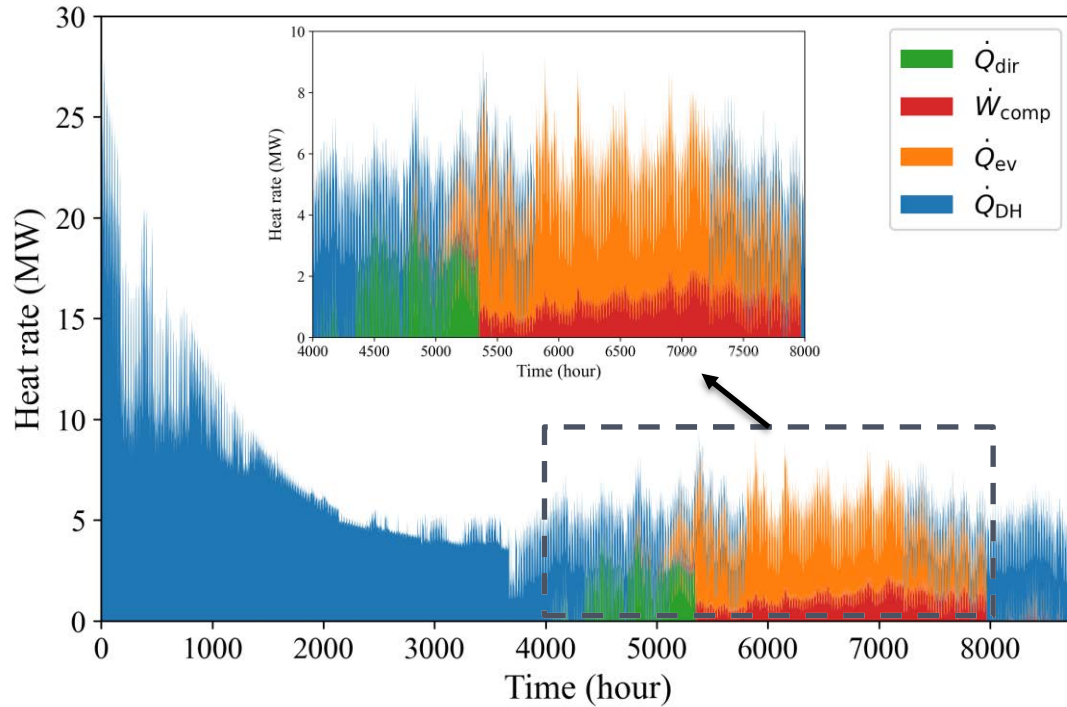 30
25
20
15
10
5
0
Heat rate (MW)
0 1000 2000 3000 4000 5000 6000 7000 8000
Time (hour)
10
8
6
4
2
0
Heat rate (MW)
4000 4500 5000 5500 6000 6500 7000 7500 8000
Time (hour)
Q̇dir
Ẇcomp
Q̇ev
Q̇DH